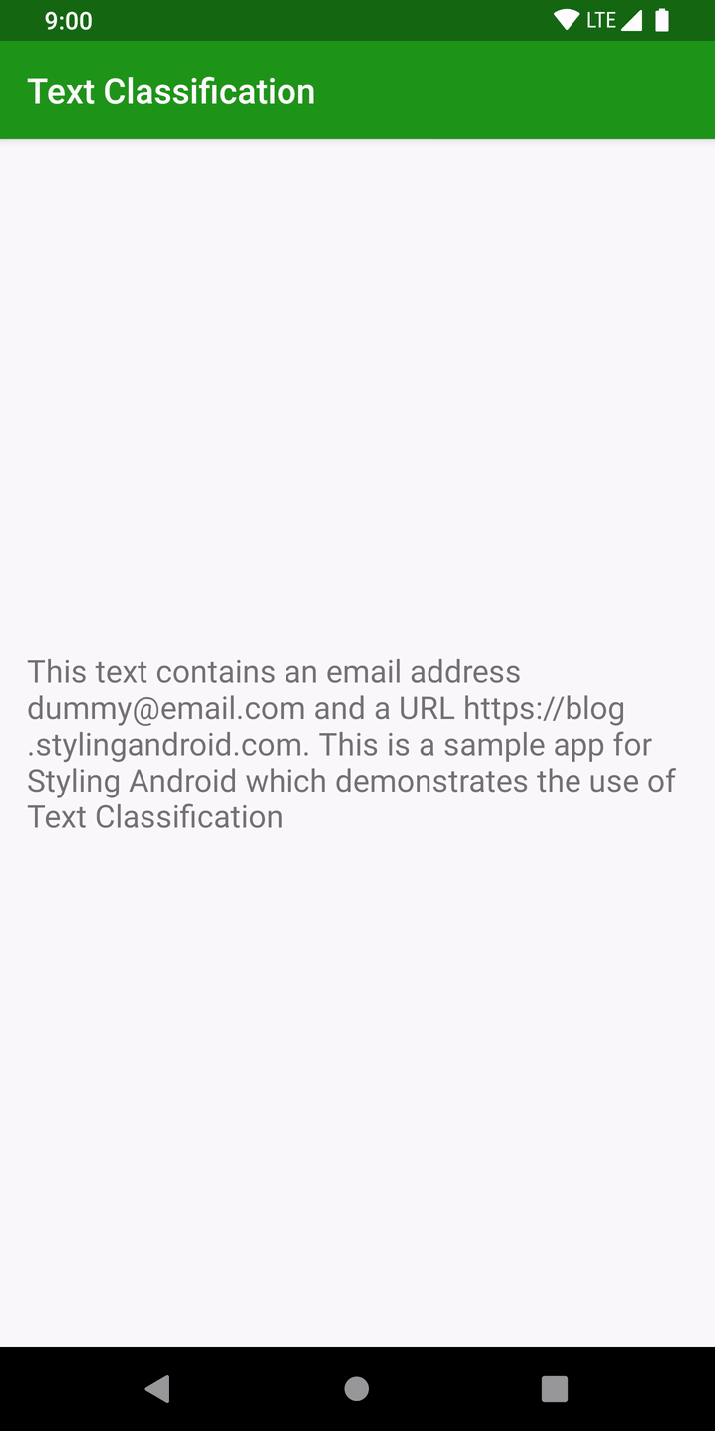 9:00 LTE
Text Classification
This text contains an email address
dummy@email.com and a URL https://blog
.stylingandroid.com. This is a sample app for
Styling Android which demonstrates the use of
Text Classification